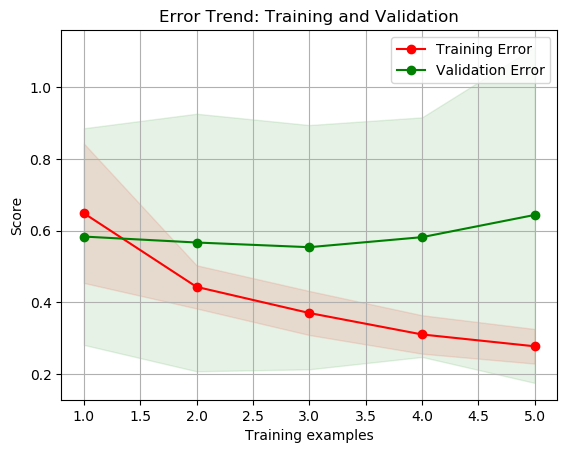 Error Trend: Training and Validation
Training Error
Validation Error
Score
1.0
0.8
0.6
0.4
0.2
1.0 1.5 2.0 2.5 3.0 3.5 4.0 4.5 5.0
Training examples